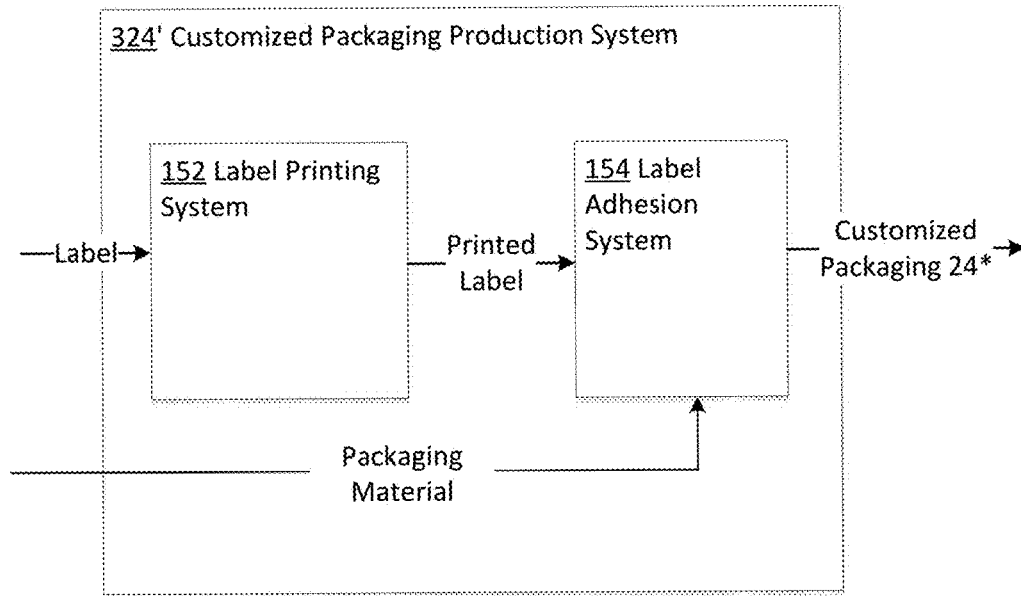 324' Customized Packaging Production System
152 Label Printing
System
154 Label
Adhesion
System
Label
Printed
Label
Customized
Packaging 24*
Packaging
Material